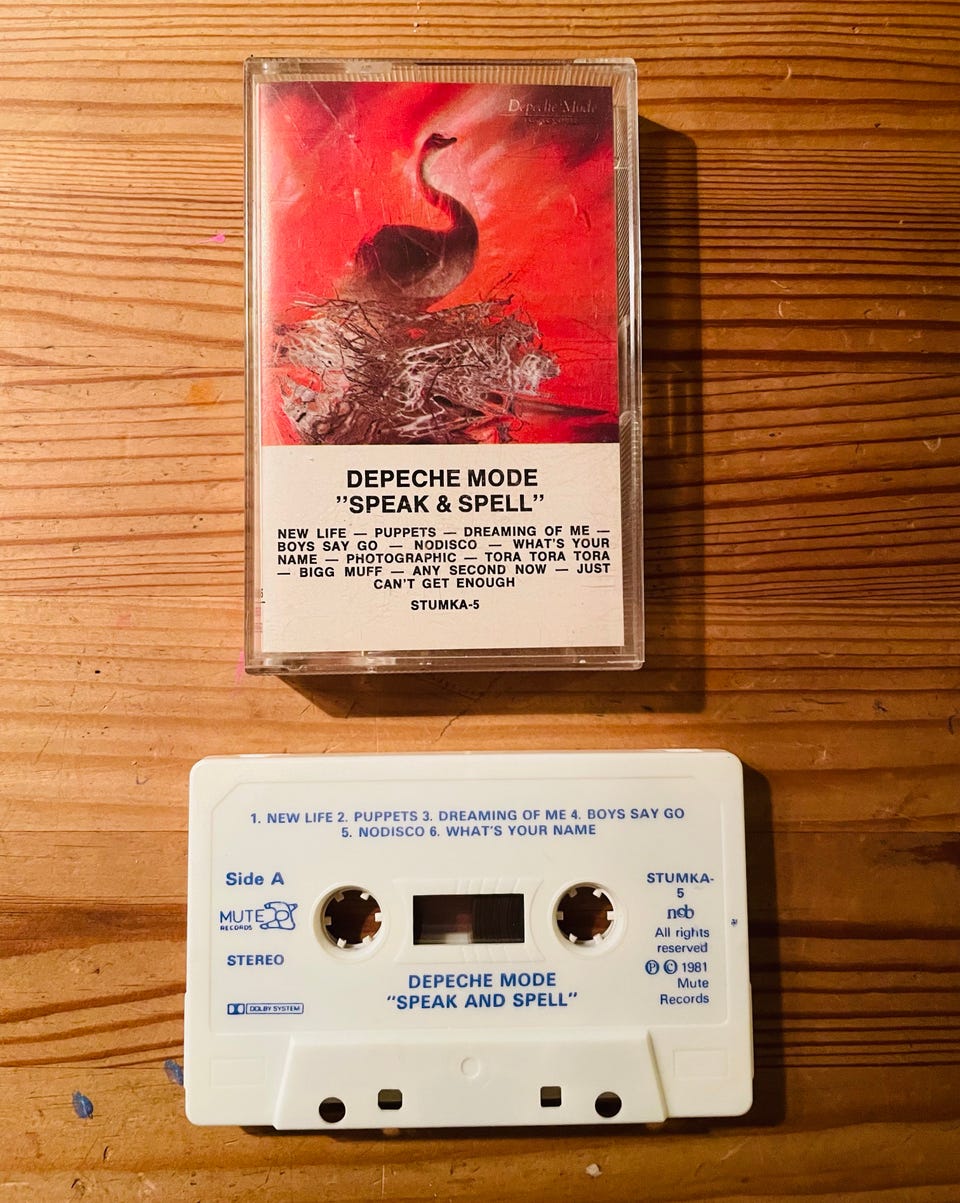 Depeche Mode
DEPECHE MODE
"SPEAK & SPELL"
NEW LIFE — PUPPETS — DREAMING OF ME —
BOYS SAY GO — NODISCO — WHAT'S YOUR
NAME — PHOTOGRAPHIC — TORA TORA TORA
— BIGG MUFF — ANY SECOND NOW — JUST
CAN'T GET ENOUGH
STUMKA-5
1. NEW LIFE 2. PUPPETS 3. DREAMING OF ME 4. BOYS SAY GO
5. NODISCO 6. WHAT'S YOUR NAME
Side A
MUTE
RECORDS
STEREO
DOLBY SYSTEM
STUMKA-
5
ncb
All rights
reserved
Ⓟ © 1981
Mute
Records
DEPECHE MODE
"SPEAK AND SPELL"